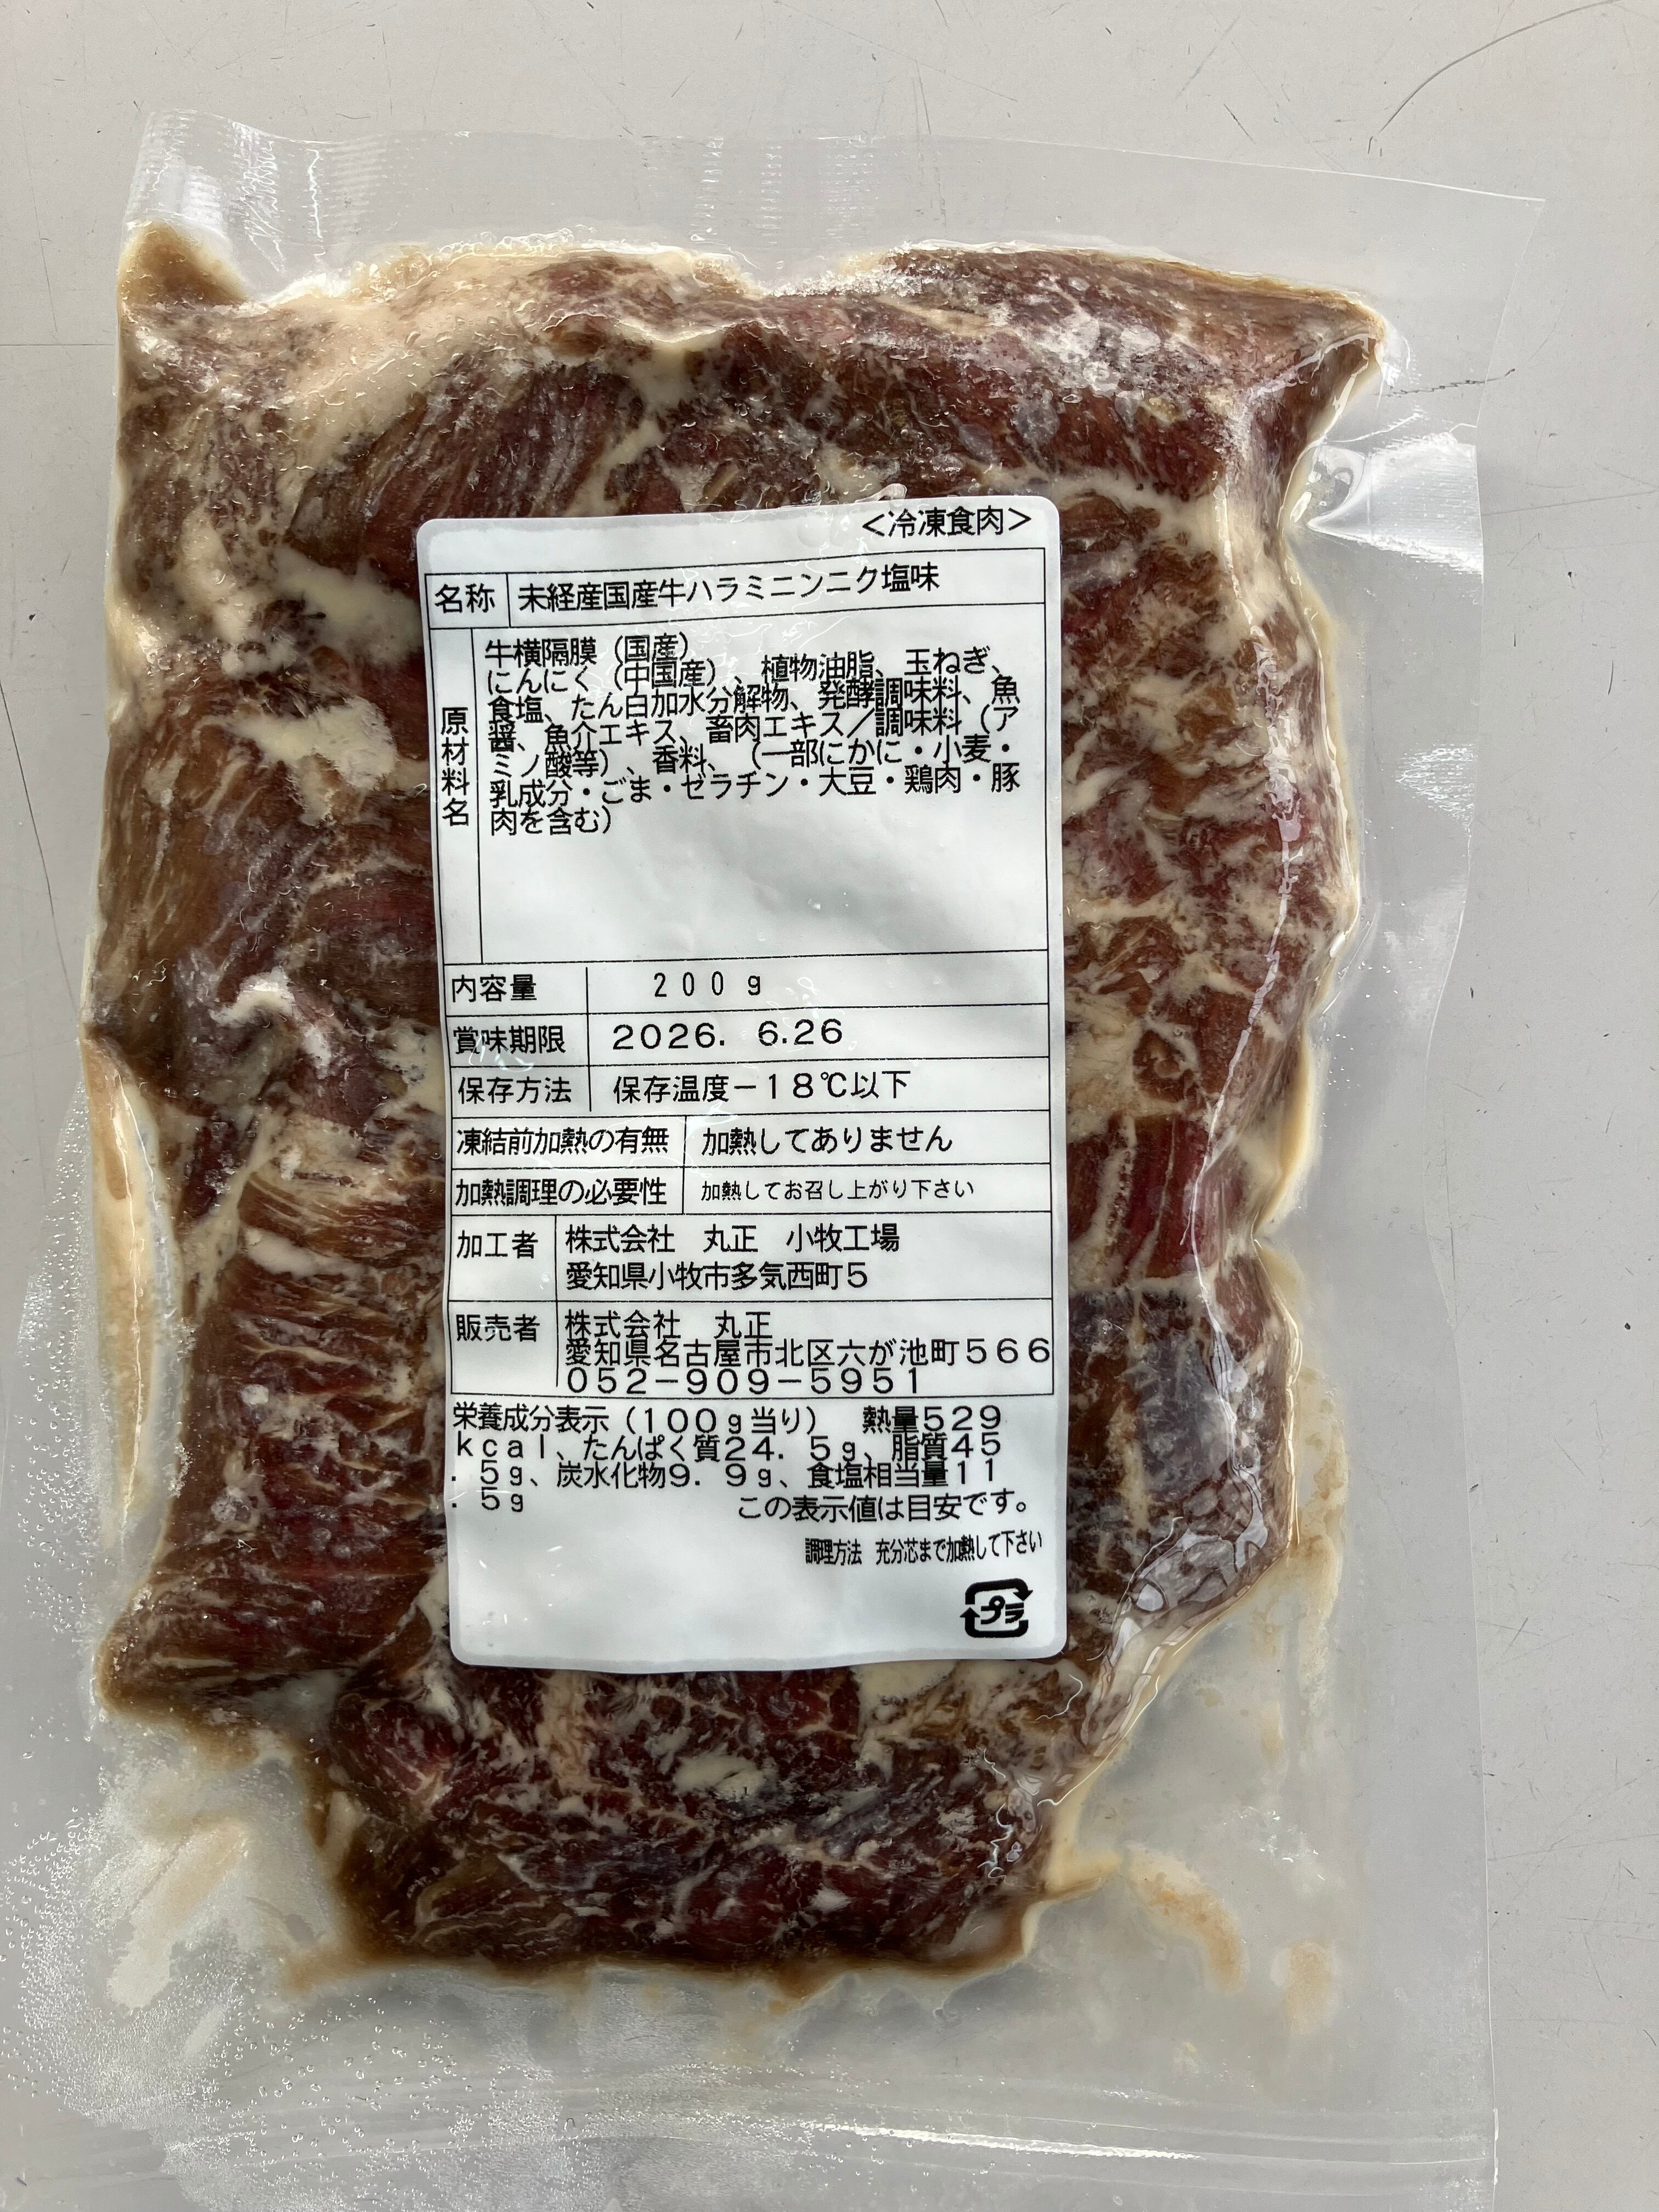 ＜冷凍食肉＞
名称 未経産国産牛ハラミニンニク塩味
原材料名
牛横隔膜（国産）
にんにく（中国産）、植物油脂、玉ねぎ、
食塩、たん白加水分解物、発酵調味料、魚
醤、魚介エキス、畜肉エキス／調味料（ア
ミノ酸等）、香料、（一部にかに・小麦・
乳成分・ごま・ゼラチン・大豆・鶏肉・豚
肉を含む）
内容量 200g
賞味期限 2026. 6.26
保存方法 保存温度－18℃以下
凍結前加熱の有無 加熱してありません
加熱調理の必要性 加熱してお召し上がり下さい
加工者 株式会社 丸正 小牧工場
愛知県小牧市多気西町5
販売者 株式会社 丸正
愛知県名古屋市北区六が池町566
052－909－5951
栄養成分表示（100g当り） 熱量529
kcal、たんぱく質24. 5g、脂質45
. 5g、炭水化物9. 9g、食塩相当量11
. 5g この表示値は目安です。
調理方法 充分芯まで加熱して下さい
プラ